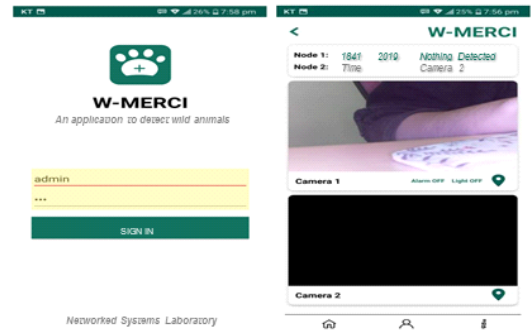 KT 26% 7:58 pm
W-MERCI
An application to detect wild animals
admin
SIGN IN
Networked Systems Laboratory
KT 25% 7:56 pm
W-MERCI
Node 1: 1841 2019 Nothing Detected
Node 2: Time Camera 2
Camera 1 Alarm OFF Light OFF
Camera 2